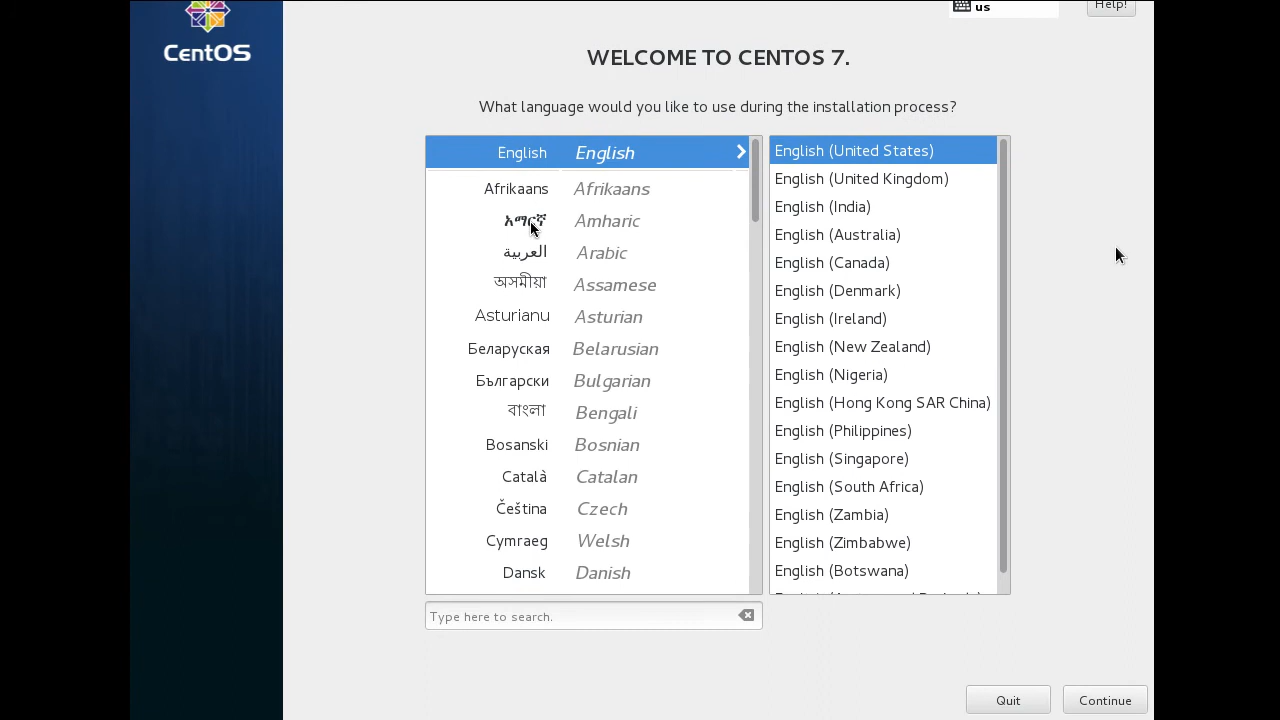 us
Help!
CentOS
WELCOME TO CENTOS 7.
What language would you like to use during the installation process?
English English
Afrikaans Afrikaans
አማርኛ Amharic
العربية Arabic
অসমীয়া Assamese
Asturianu Asturian
Беларуская Belarusian
Български Bulgarian
বাংলা Bengali
Bosanski Bosnian
Català Catalan
Čeština Czech
Cymraeg Welsh
Dansk Danish
English (United States)
English (United Kingdom)
English (India)
English (Australia)
English (Canada)
English (Denmark)
English (Ireland)
English (New Zealand)
English (Nigeria)
English (Hong Kong SAR China)
English (Philippines)
English (Singapore)
English (South Africa)
English (Zambia)
English (Zimbabwe)
English (Botswana)
Type here to search.
Quit
Continue